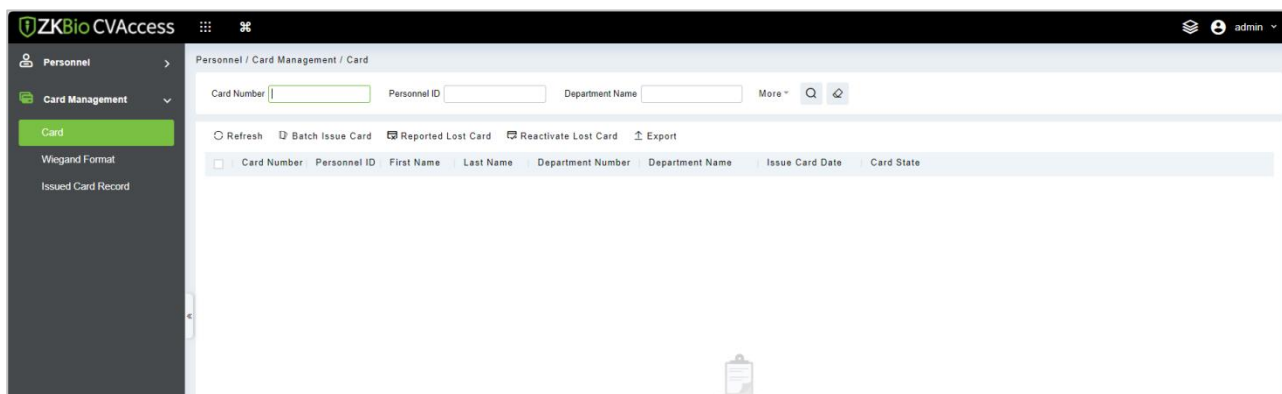 ZKBio CVAccess
admin
Personnel
Card Management
Card
Wiegand Format
Issued Card Record
Personnel / Card Management / Card
Card Number Personnel ID Department Name More
Refresh Batch Issue Card Reported Lost Card Reactivate Lost Card Export
Card Number Personnel ID First Name Last Name Department Number Department Name Issue Card Date Card State